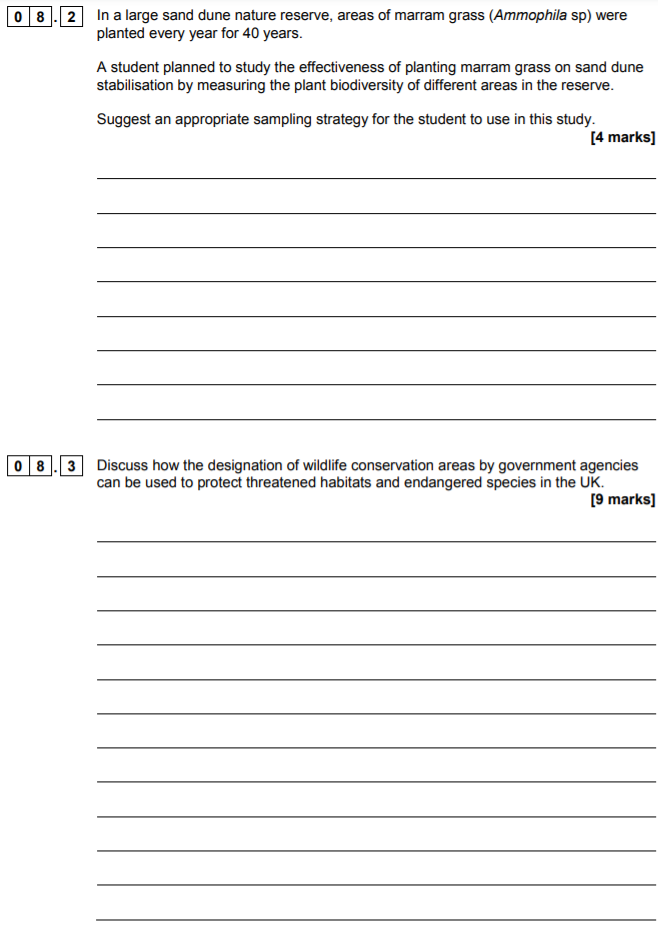 0 8 . 2 In a large sand dune nature reserve, areas of marram grass (Ammophila sp) were
planted every year for 40 years.
A student planned to study the effectiveness of planting marram grass on sand dune
stabilisation by measuring the plant biodiversity of different areas in the reserve.
Suggest an appropriate sampling strategy for the student to use in this study.
[4 marks]
0 8 . 3 Discuss how the designation of wildlife conservation areas by government agencies
can be used to protect threatened habitats and endangered species in the UK.
[9 marks]